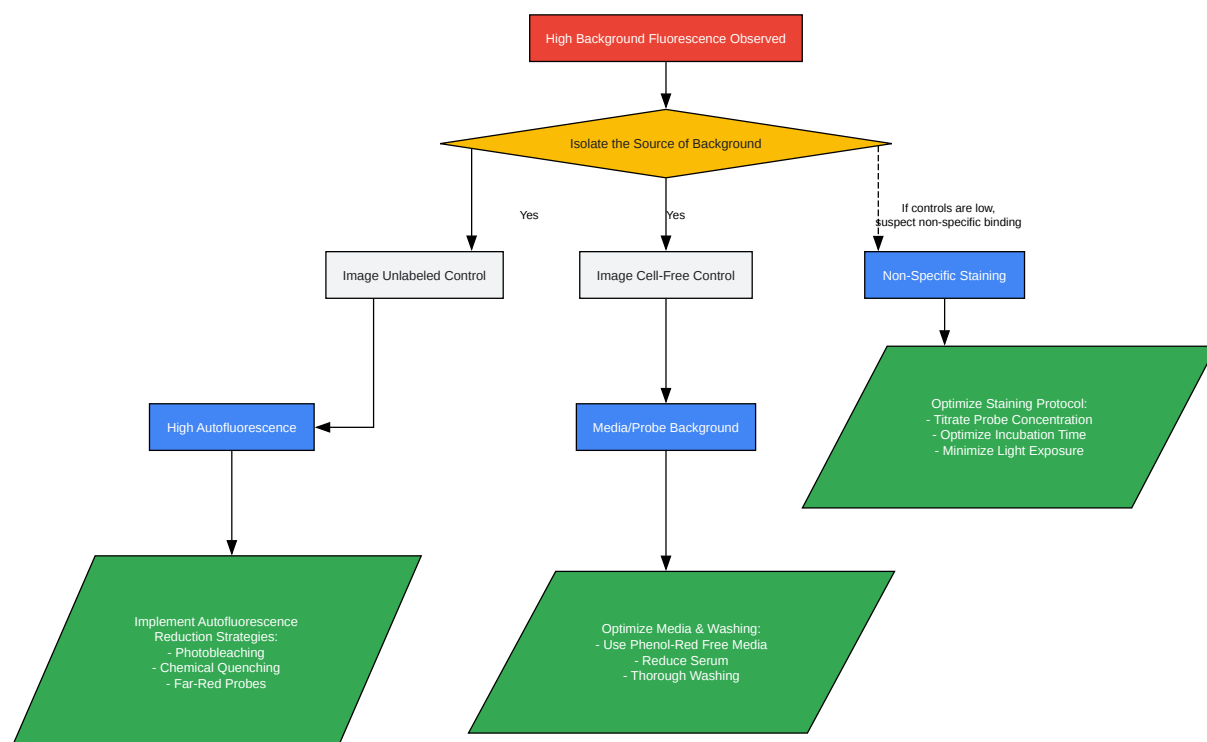 High Background Fluorescence Observed
Isolate the Source of Background
Yes
Yes
If controls are low,
suspect non-specific binding
Image Unlabeled Control
Image Cell-Free Control
Non-Specific Staining
High Autofluorescence
Media/Probe Background
Optimize Staining Protocol:
- Titrate Probe Concentration
- Optimize Incubation Time
- Minimize Light Exposure
Implement Autofluorescence
Reduction Strategies:
- Photobleaching
- Chemical Quenching
- Far-Red Probes
Optimize Media & Washing:
- Use Phenol-Red Free Media
- Reduce Serum
- Thorough Washing